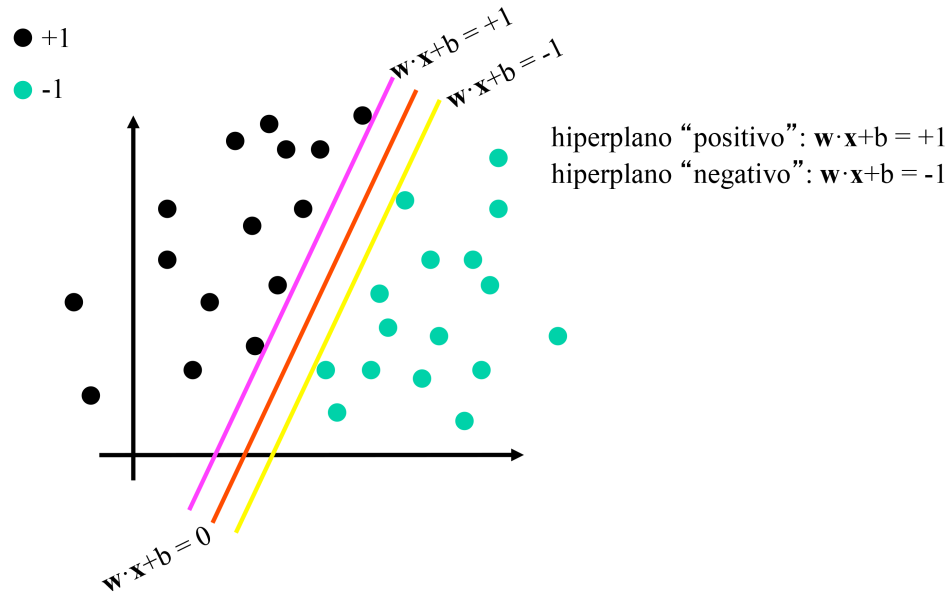 +1
-1
w·x+b = +1
w·x+b = -1
hiperplano “positivo”: w·x+b = +1
hiperplano “negativo”: w·x+b = -1
w·x+b = 0